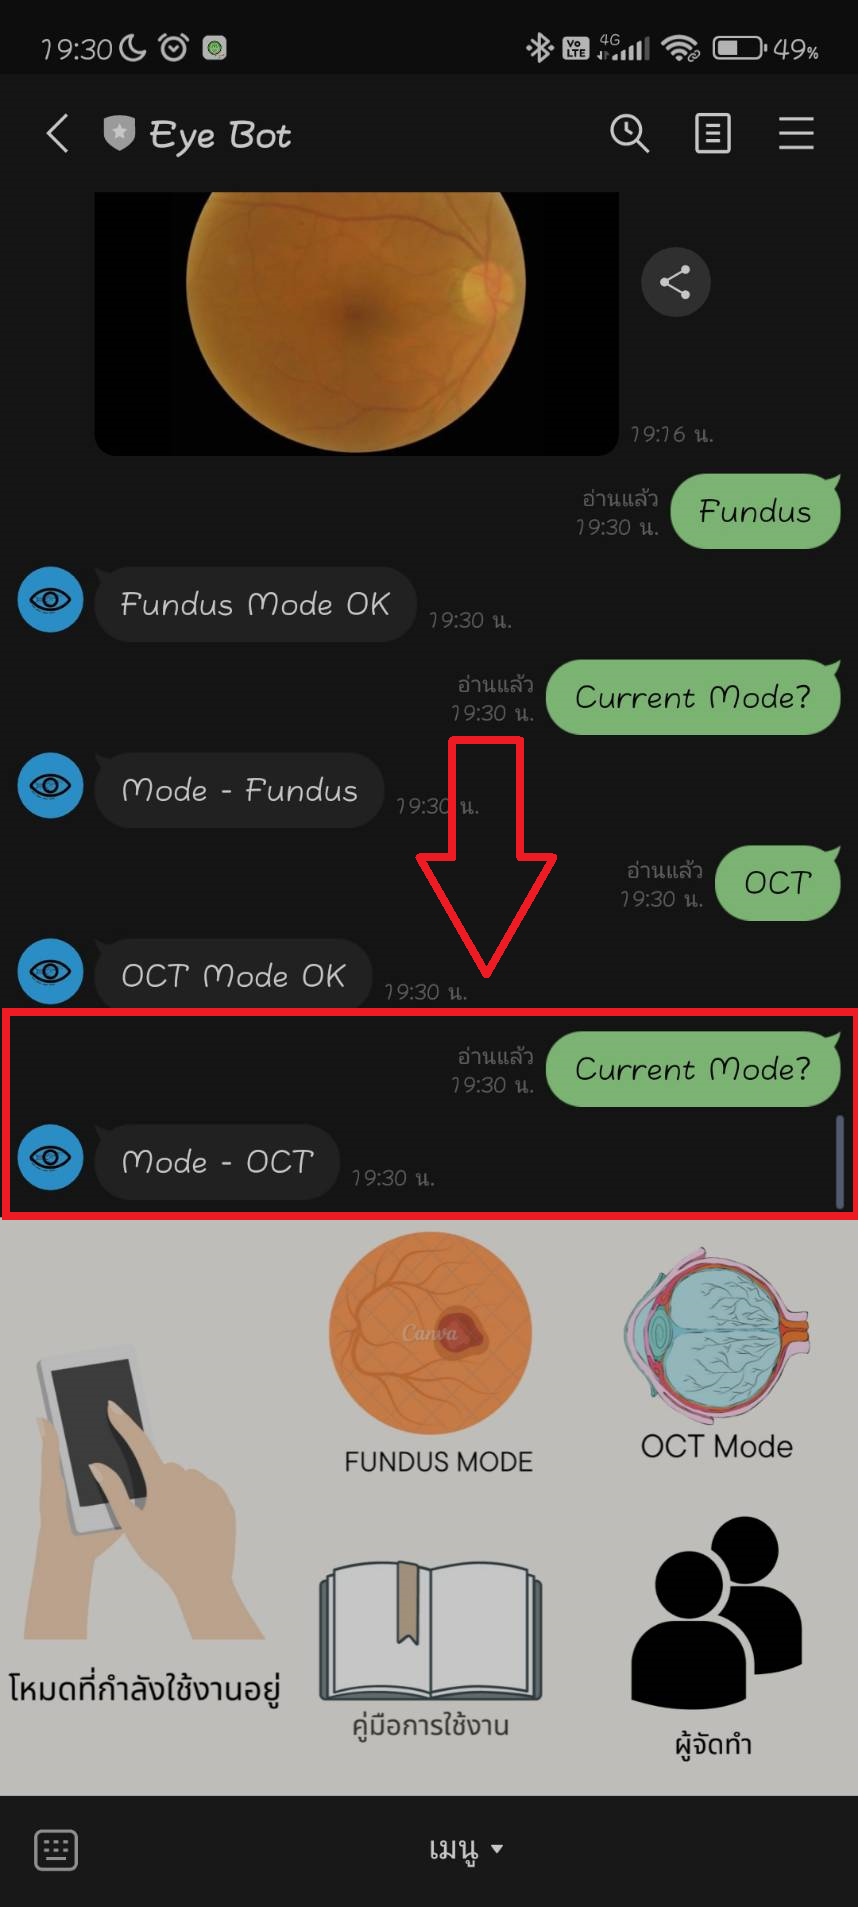 19:30
Vo LTE
4G
49%
Eye Bot
19:16 น.
อ่านแล้ว
19:30 น.
Fundus
Fundus Mode OK
19:30 น.
อ่านแล้ว
19:30 น.
Current Mode?
Mode - Fundus
19:30 น.
อ่านแล้ว
19:30 น.
OCT
OCT Mode OK
19:30 น.
อ่านแล้ว
19:30 น.
Current Mode?
Mode - OCT
19:30 น.
Canva
FUNDUS MODE
OCT Mode
โหมดที่กำลังใช้งานอยู่
คู่มือการใช้งาน
ผู้จัดทำ
เมนู